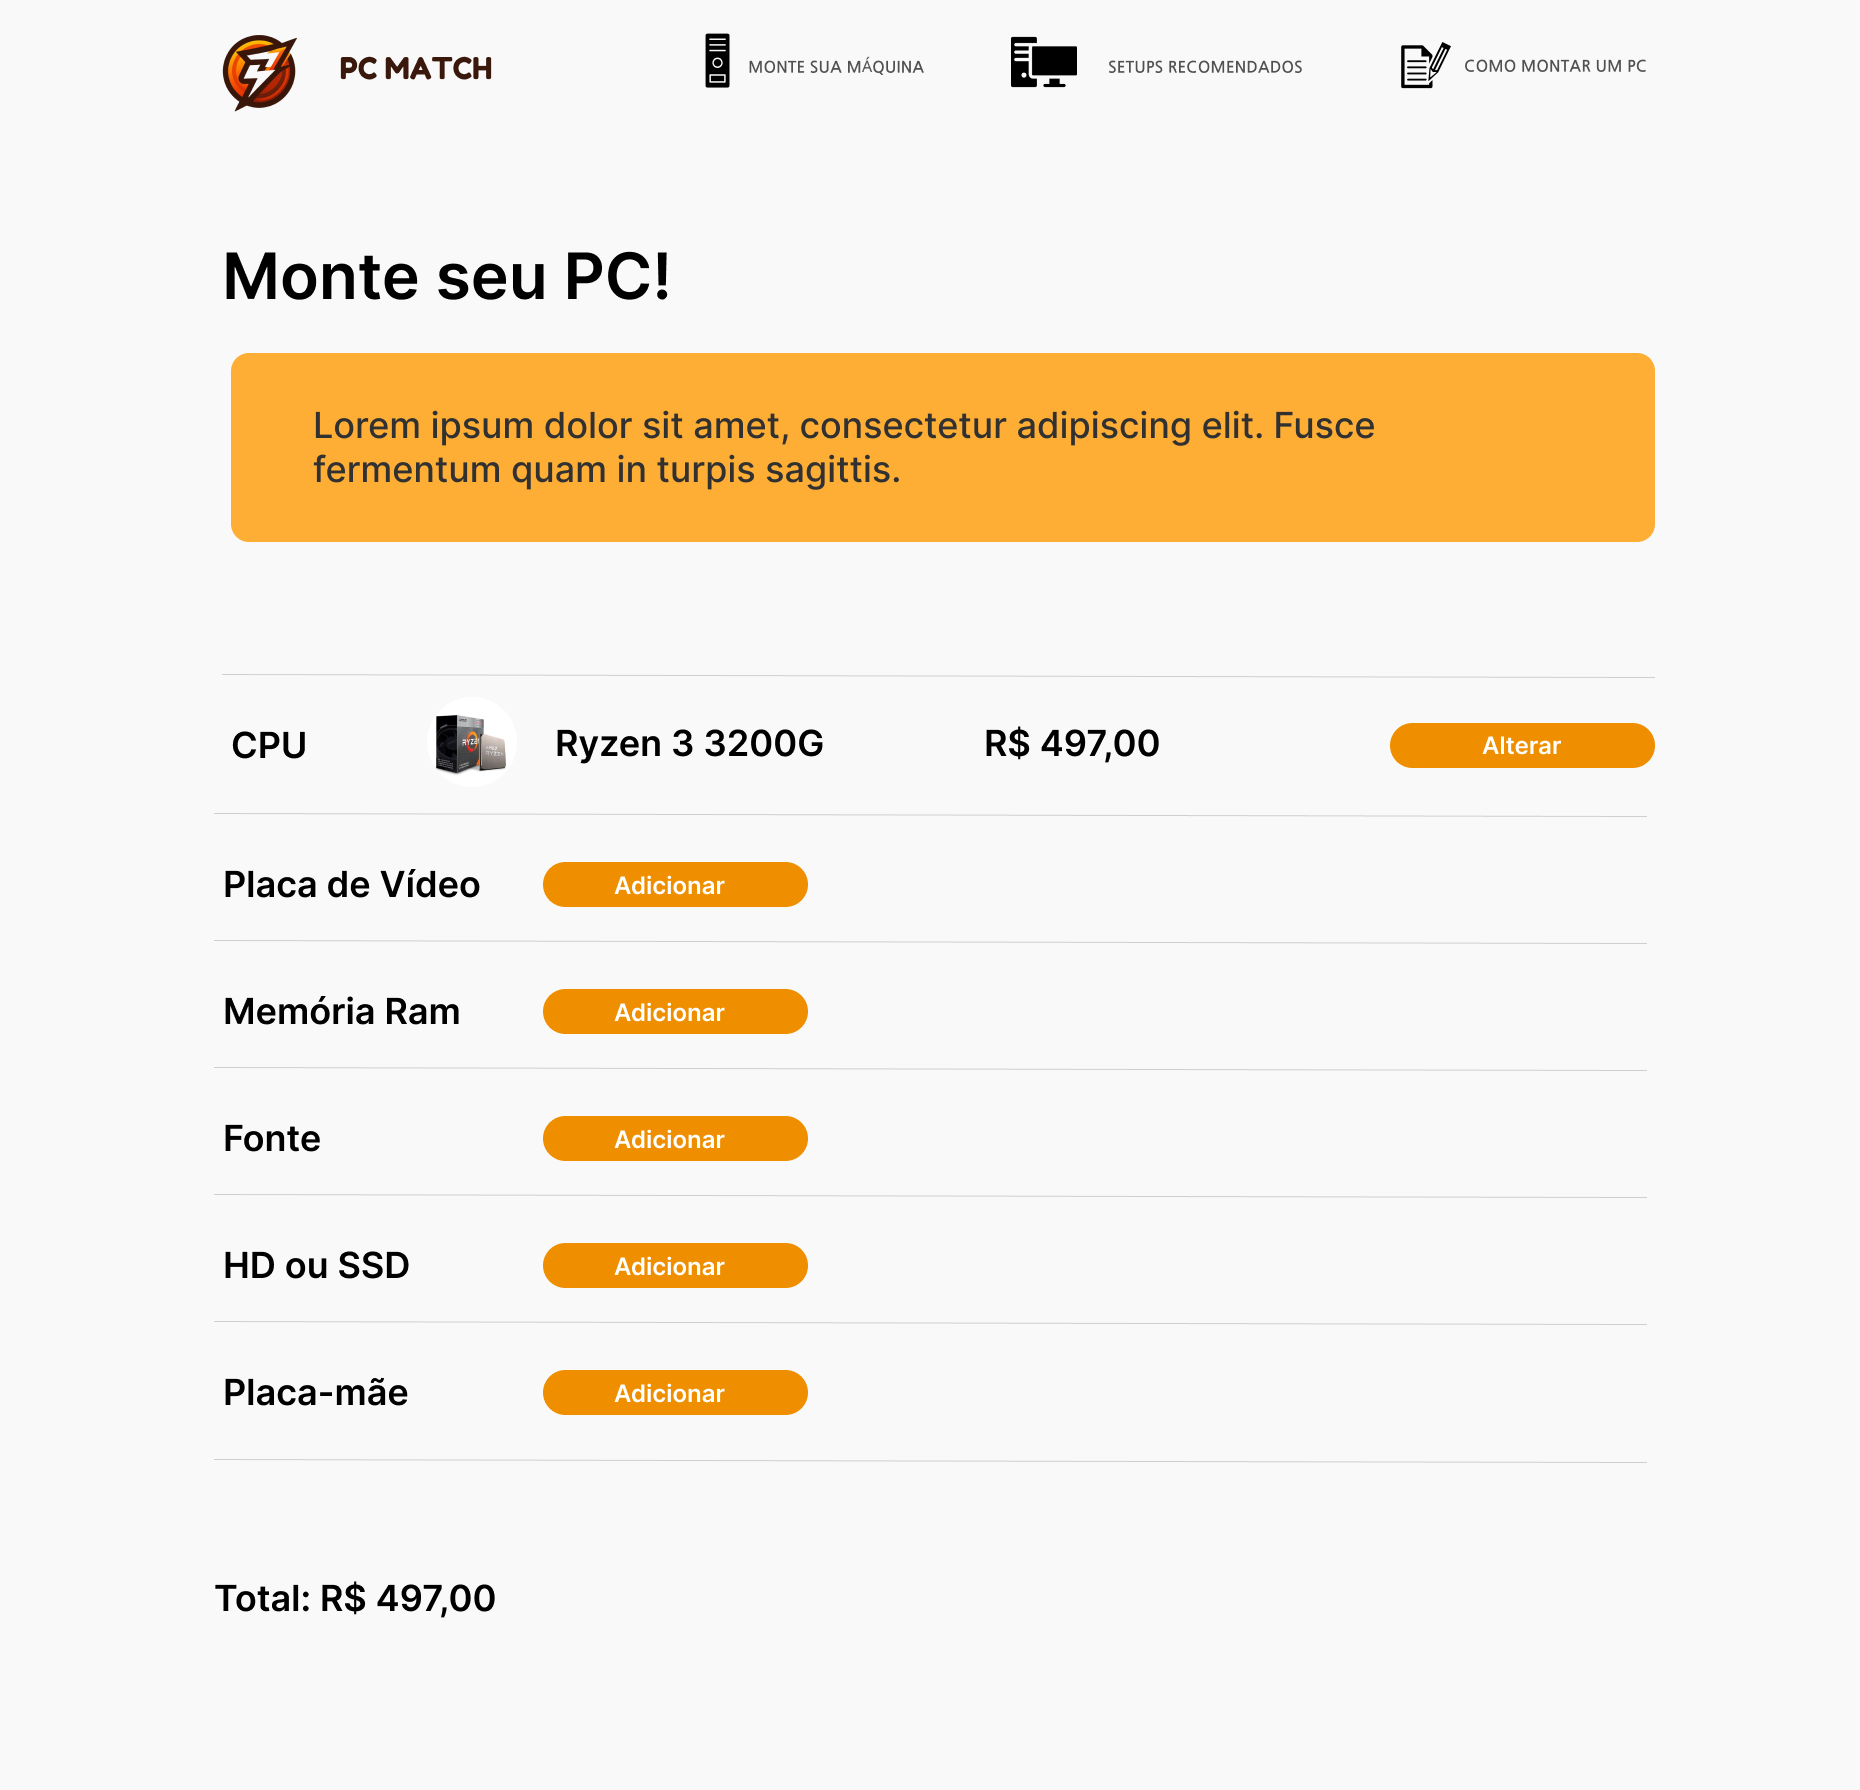 PC MATCH
MONTE SUA MÁQUINA
SETUPS RECOMENDADOS
COMO MONTAR UM PC
Monte seu PC!
Lorem ipsum dolor sit amet, consectetur adipiscing elit. Fusce
fermentum quam in turpis sagittis.
CPU
RYZEN
Ryzen 3 3200G
R$ 497,00
Alterar
Placa de Vídeo
Adicionar
Memória Ram
Adicionar
Fonte
Adicionar
HD ou SSD
Adicionar
Placa-mãe
Adicionar
Total: R$ 497,00